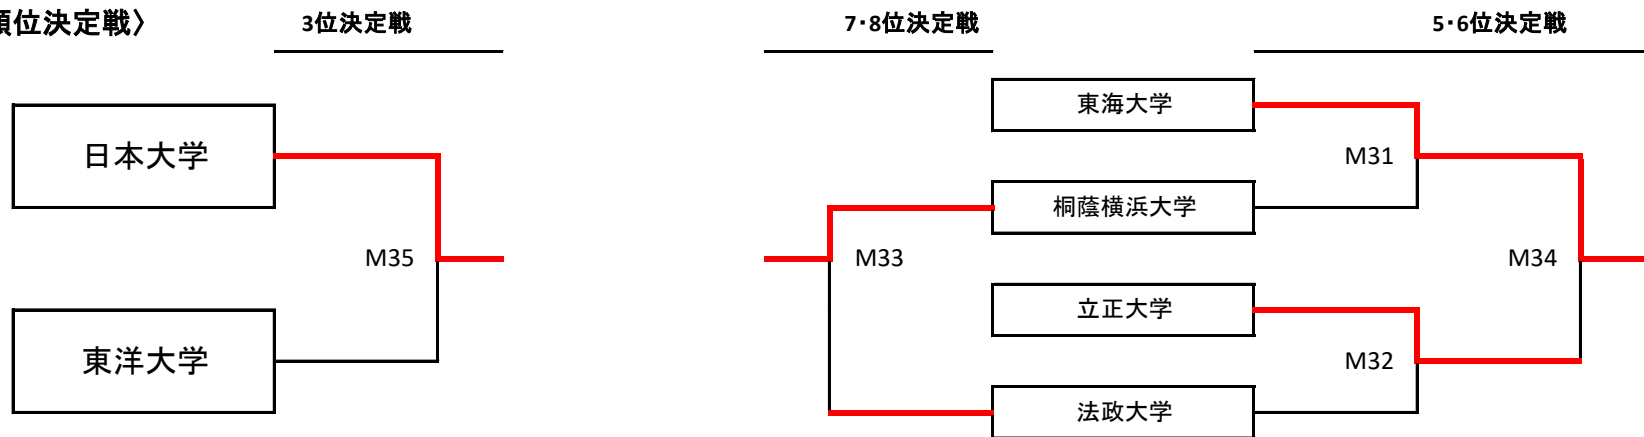 順位決定戦〉
3位決定戦
7・8位決定戦
5・6位決定戦
日本大学
東洋大学
M35
東海大学
桐蔭横浜大学
立正大学
法政大学
M33
M31
M32
M34